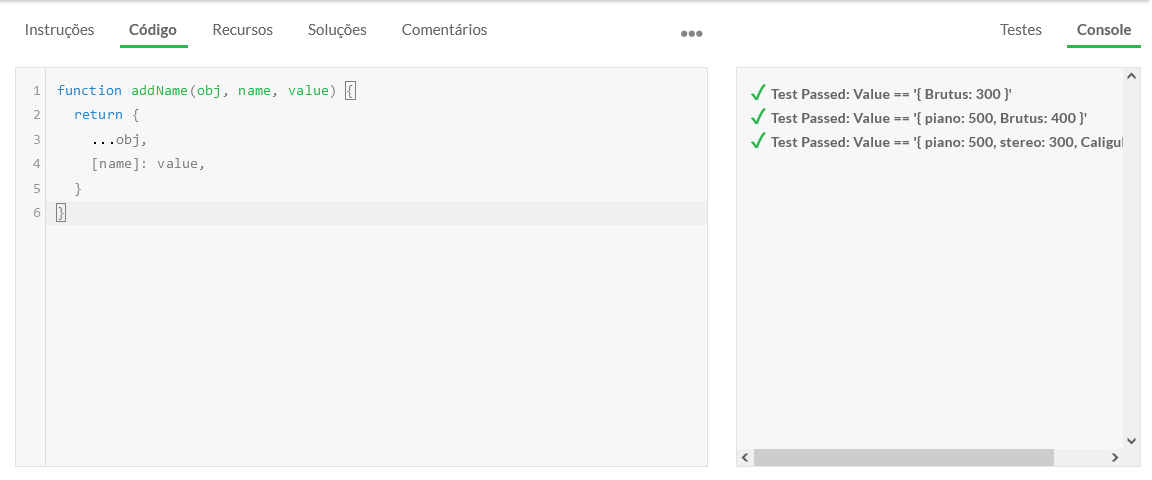 Instruções Código Recursos Soluções Comentários ••• Testes Console
1 function addName(obj, name, value) {
2 return {
3 ...obj,
4 [name]: value,
5 }
6 }
Test Passed: Value == '{ Brutus: 300 }'
Test Passed: Value == '{ piano: 500, Brutus: 400 }'
Test Passed: Value == '{ piano: 500, stereo: 300, Caligul